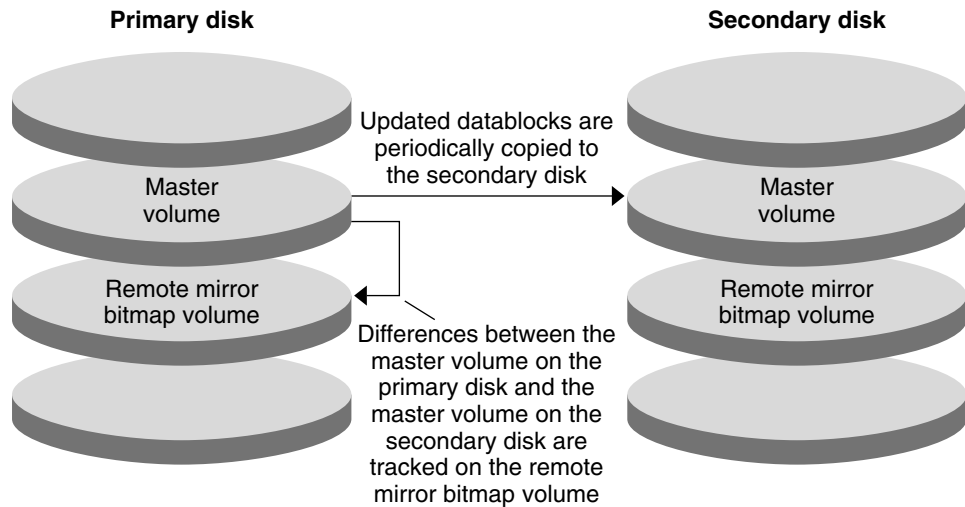 Primary disk
Secondary disk
Updated datablocks are
periodically copied to
the secondary disk
Master
volume
Master
volume
Remote mirror
bitmap volume
Remote mirror
bitmap volume
Differences between the
master volume on the
primary disk and the
master volume on the
secondary disk are
tracked on the remote
mirror bitmap volume